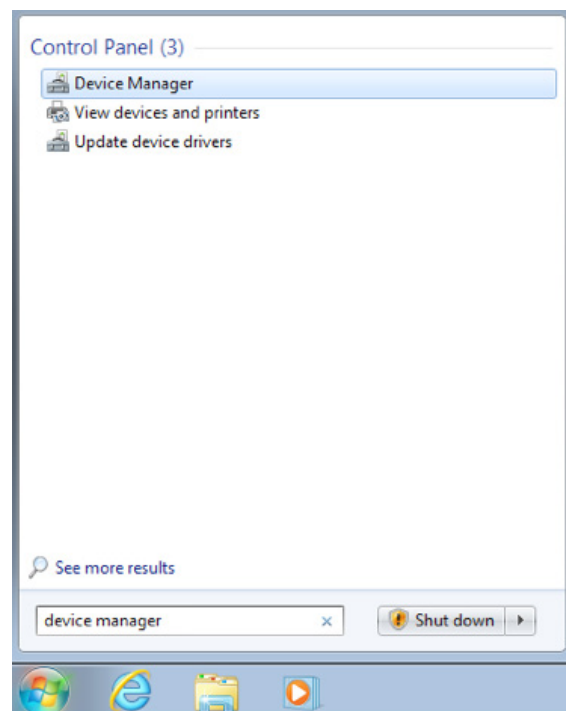 Control Panel (3)
Device Manager
View devices and printers
Update device drivers
See more results
device manager
Shut down